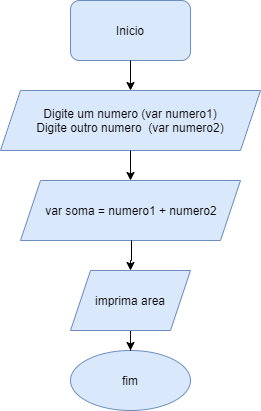 Inicio
Digite um numero (var numero1)
Digite outro numero (var numero2)
var soma = numero1 + numero2
imprima area
fim